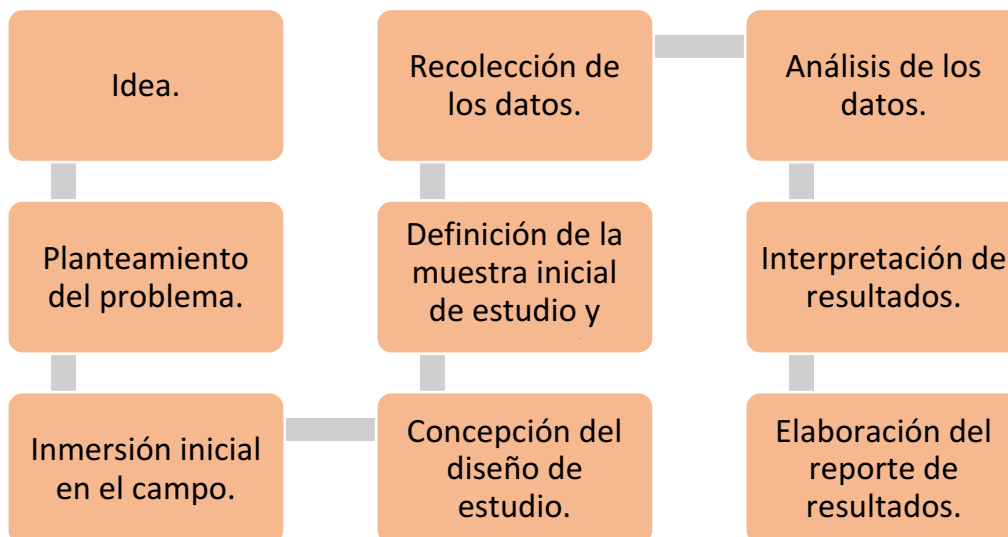 Idea.
Planteamiento
del problema.
Inmersión inicial
en el campo.
Concepción del
diseño de
estudio.
Definición de la
muestra inicial
de estudio y
Recolección de
los datos.
Análisis de los
datos.
Interpretación de
resultados.
Elaboración del
reporte de
resultados.